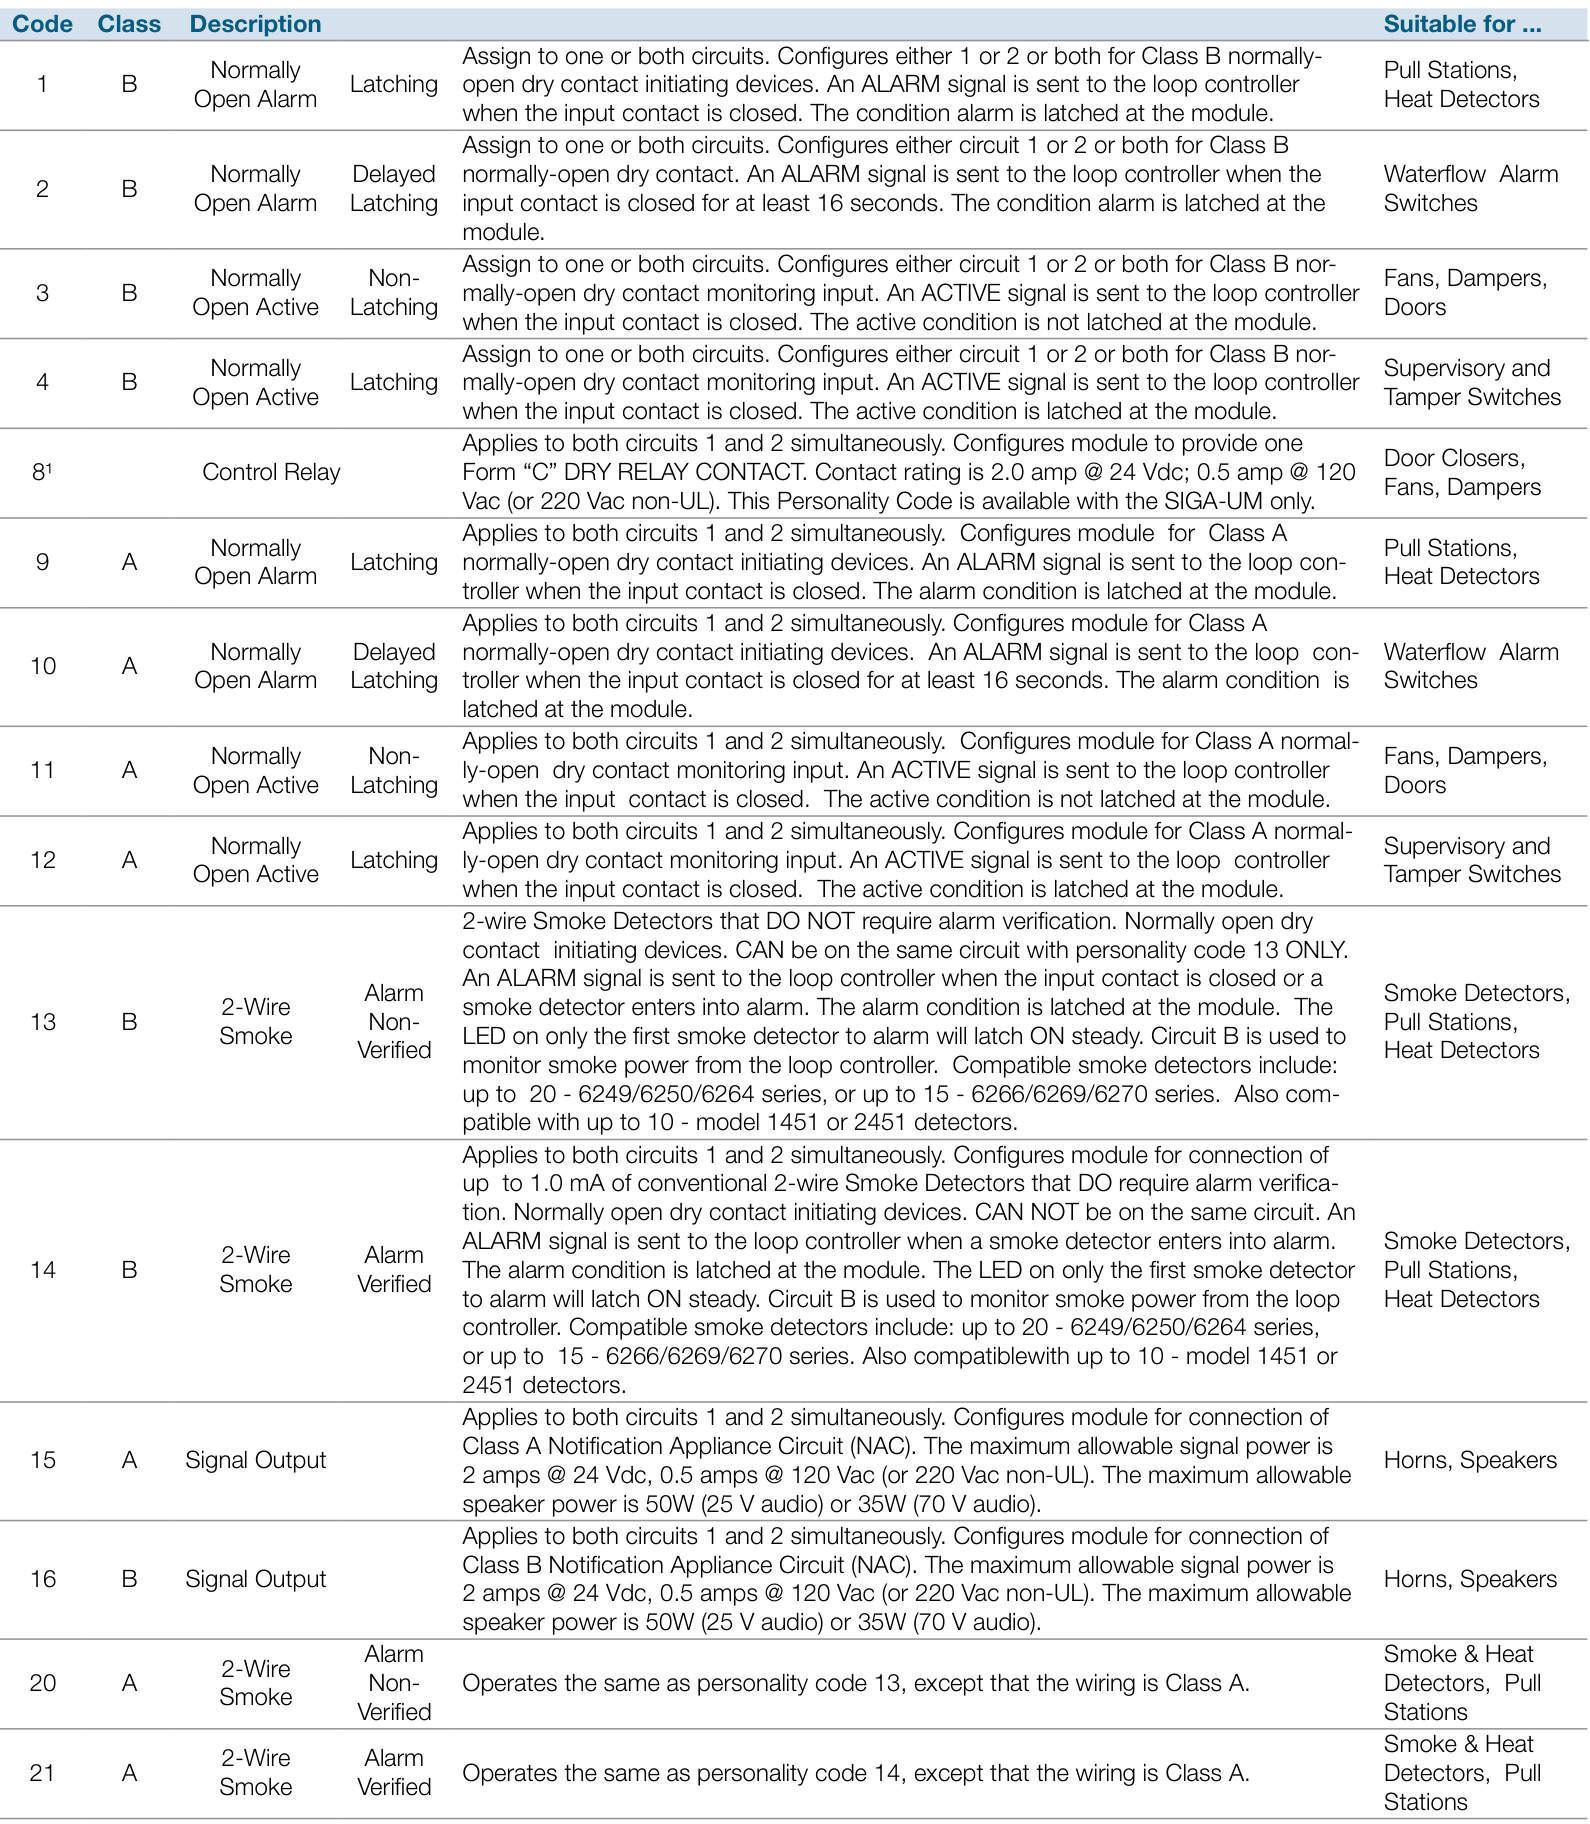 Code Class Description Suitable for ...
1 B Normally Open Alarm Latching Assign to one or both circuits. Configures either 1 or 2 or both for Class B normally-
open dry contact initiating devices. An ALARM signal is sent to the loop controller
when the input contact is closed. The condition alarm is latched at the module.
Pull Stations,
Heat Detectors
2 B Normally Open Alarm Delayed Latching Assign to one or both circuits. Configures either circuit 1 or 2 or both for Class B
normally-open dry contact. An ALARM signal is sent to the loop controller when the
input contact is closed for at least 16 seconds. The condition alarm is latched at the
module.
Waterflow Alarm
Switches
3 B Normally Open Active Non-Latching Assign to one or both circuits. Configures either circuit 1 or 2 or both for Class B nor-
mally-open dry contact monitoring input. An ACTIVE signal is sent to the loop controller
when the input contact is closed. The active condition is not latched at the module.
Fans, Dampers,
Doors
4 B Normally Open Active Latching Assign to one or both circuits. Configures either circuit 1 or 2 or both for Class B nor-
mally-open dry contact monitoring input. An ACTIVE signal is sent to the loop controller
when the input contact is closed. The active condition is latched at the module.
Supervisory and
Tamper Switches
8¹ Control Relay Applies to both circuits 1 and 2 simultaneously. Configures module to provide one
Form “C” DRY RELAY CONTACT. Contact rating is 2.0 amp @ 24 Vdc; 0.5 amp @ 120
Vac (or 220 Vac non-UL). This Personality Code is available with the SIGA-UM only.
Door Closers,
Fans, Dampers
9 A Normally Open Alarm Latching Applies to both circuits 1 and 2 simultaneously. Configures module for Class A
normally-open dry contact initiating devices. An ALARM signal is sent to the loop con-
troller when the input contact is closed. The alarm condition is latched at the module.
Pull Stations,
Heat Detectors
10 A Normally Open Alarm Delayed Latching Applies to both circuits 1 and 2 simultaneously. Configures module for Class A
normally-open dry contact initiating devices. An ALARM signal is sent to the loop con-
troller when the input contact is closed for at least 16 seconds. The alarm condition is
latched at the module.
Waterflow Alarm
Switches
11 A Normally Open Active Non-Latching Applies to both circuits 1 and 2 simultaneously. Configures module for Class A normal-
ly-open dry contact monitoring input. An ACTIVE signal is sent to the loop controller
when the input contact is closed. The active condition is not latched at the module.
Fans, Dampers,
Doors
12 A Normally Open Active Latching Applies to both circuits 1 and 2 simultaneously. Configures module for Class A normal-
ly-open dry contact monitoring input. An ACTIVE signal is sent to the loop controller
when the input contact is closed. The active condition is latched at the module.
Supervisory and
Tamper Switches
13 B 2-Wire Smoke Alarm Non-Verified 2-wire Smoke Detectors that DO NOT require alarm verification. Normally open dry
contact initiating devices. CAN be on the same circuit with personality code 13 ONLY.
An ALARM signal is sent to the loop controller when the input contact is closed or a
smoke detector enters into alarm. The alarm condition is latched at the module. The
LED on only the first smoke detector to alarm will latch ON steady. Circuit B is used to
monitor smoke power from the loop controller. Compatible smoke detectors include:
up to 20 - 6249/6250/6264 series, or up to 15 - 6266/6269/6270 series. Also com-
patible with up to 10 - model 1451 or 2451 detectors.
Smoke Detectors,
Pull Stations,
Heat Detectors
14 B 2-Wire Smoke Alarm Verified Applies to both circuits 1 and 2 simultaneously. Configures module for connection of
up to 1.0 mA of conventional 2-wire Smoke Detectors that DO require alarm verifica-
tion. Normally open dry contact initiating devices. CAN NOT be on the same circuit. An
ALARM signal is sent to the loop controller when a smoke detector enters into alarm.
The alarm condition is latched at the module. The LED on only the first smoke detector
to alarm will latch ON steady. Circuit B is used to monitor smoke power from the loop
controller. Compatible smoke detectors include: up to 20 - 6249/6250/6264 series,
or up to 15 - 6266/6269/6270 series. Also compatiblewith up to 10 - model 1451 or
2451 detectors.
Smoke Detectors,
Pull Stations,
Heat Detectors
15 A Signal Output Applies to both circuits 1 and 2 simultaneously. Configures module for connection of
Class A Notification Appliance Circuit (NAC). The maximum allowable signal power is
2 amps @ 24 Vdc, 0.5 amps @ 120 Vac (or 220 Vac non-UL). The maximum allowable
speaker power is 50W (25 V audio) or 35W (70 V audio).
Horns, Speakers
16 B Signal Output Applies to both circuits 1 and 2 simultaneously. Configures module for connection of
Class B Notification Appliance Circuit (NAC). The maximum allowable signal power is
2 amps @ 24 Vdc, 0.5 amps @ 120 Vac (or 220 Vac non-UL). The maximum allowable
speaker power is 50W (25 V audio) or 35W (70 V audio).
Horns, Speakers
20 A 2-Wire Smoke Alarm Non-Verified Operates the same as personality code 13, except that the wiring is Class A.
Smoke & Heat
Detectors, Pull
Stations
21 A 2-Wire Smoke Alarm Verified Operates the same as personality code 14, except that the wiring is Class A.
Smoke & Heat
Detectors, Pull
Stations